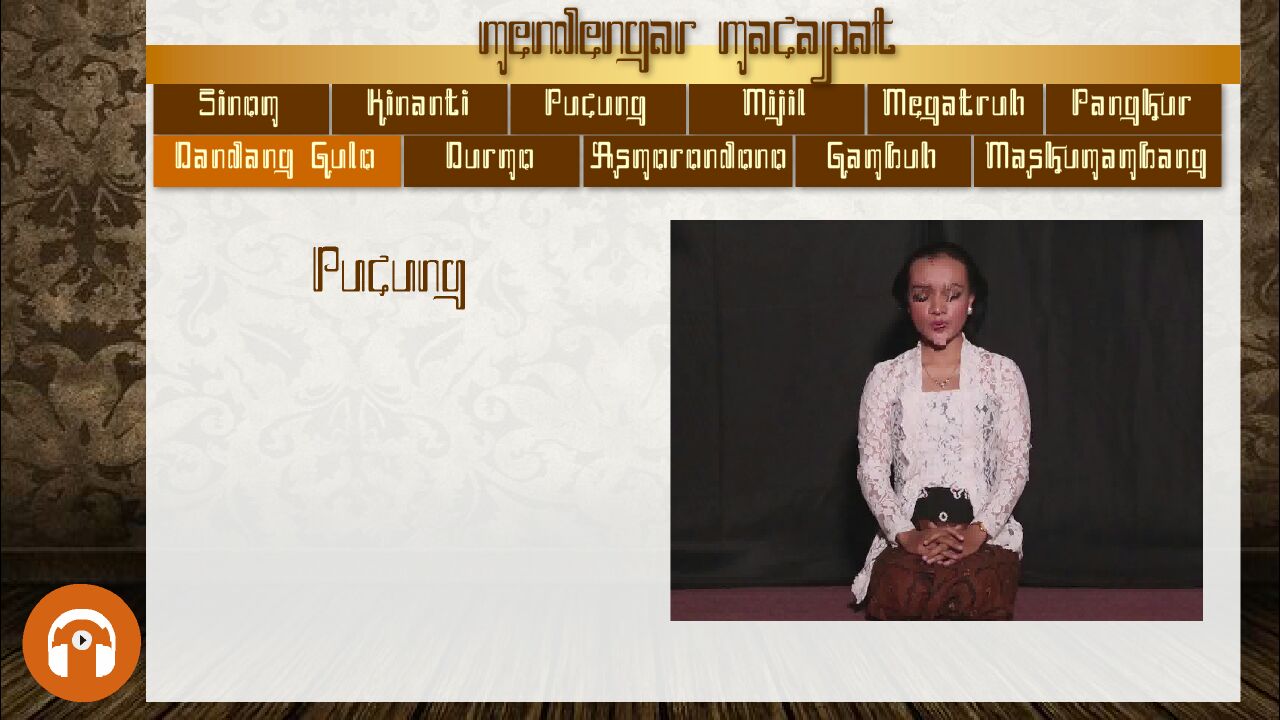 mendengar macapat
Sinom Kinanti Pucung Mijil Megatruh Pangkur
Dandang Gula Durma Asmarandana Gambuh Maskumambang
Pucung